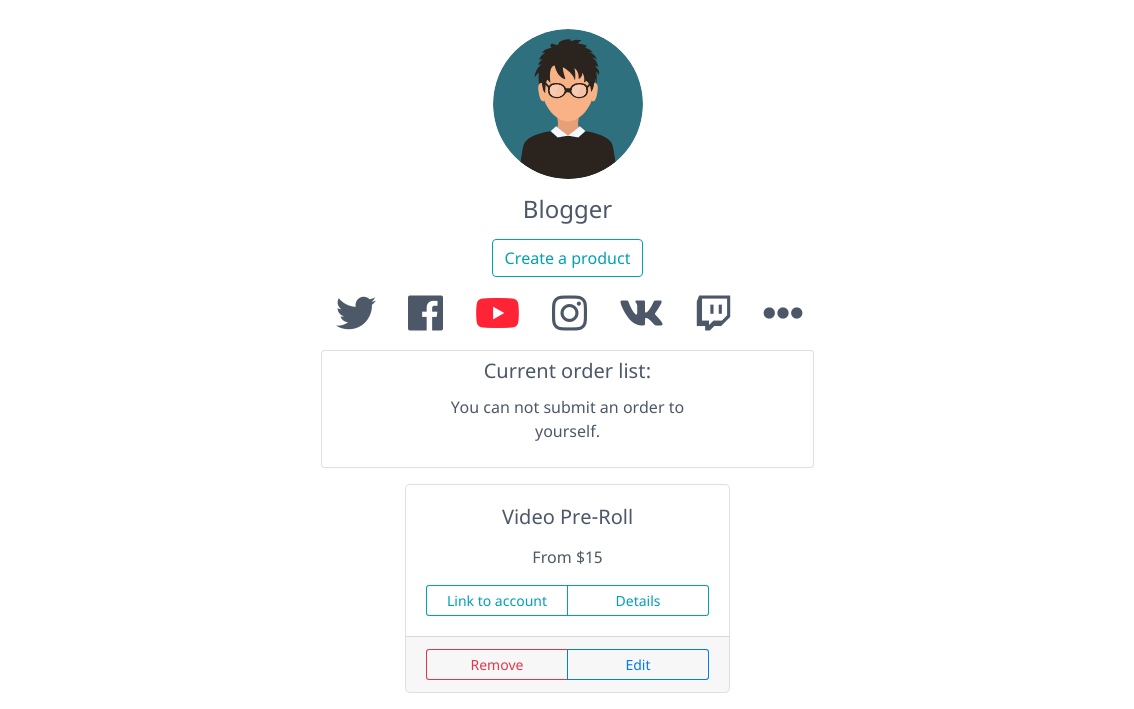 Blogger
Create a product
Current order list:
You can not submit an order to
yourself.
Video Pre-Roll
From $15
Link to account
Details
Remove
Edit